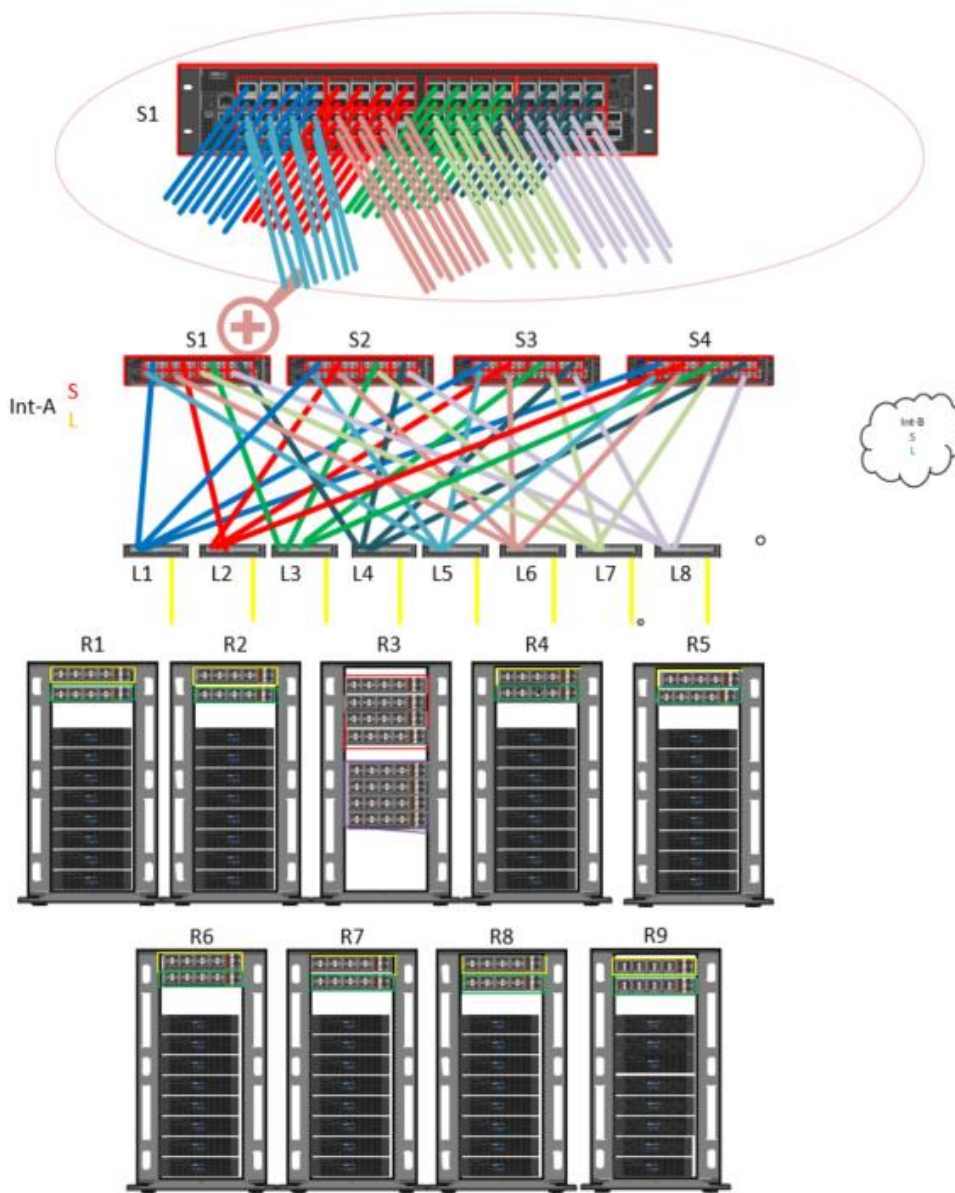 S1
S1 S2 S3 S4
Int-A
S
L
Int-B
S
L
L1 L2 L3 L4 L5 L6 L7 L8
R1 R2 R3 R4 R5
R6 R7 R8 R9